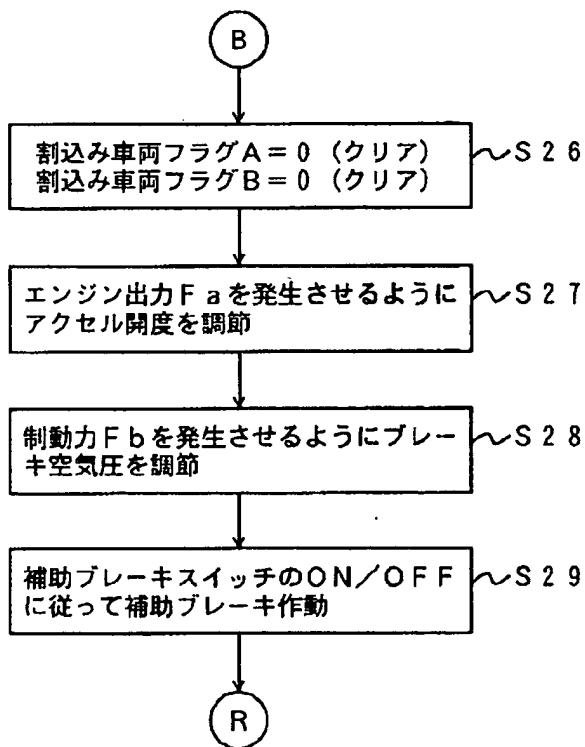 B
割込み車両フラグA=0 (クリア)
割込み車両フラグB=0 (クリア)
S26
エンジン出力Faを発生させるように
アクセル開度を調節
S27
制動力Fbを発生させるようにブレー
キ空気圧を調節
S28
補助ブレーキスイッチのON/OFF
に従って補助ブレーキ作動
S29
R